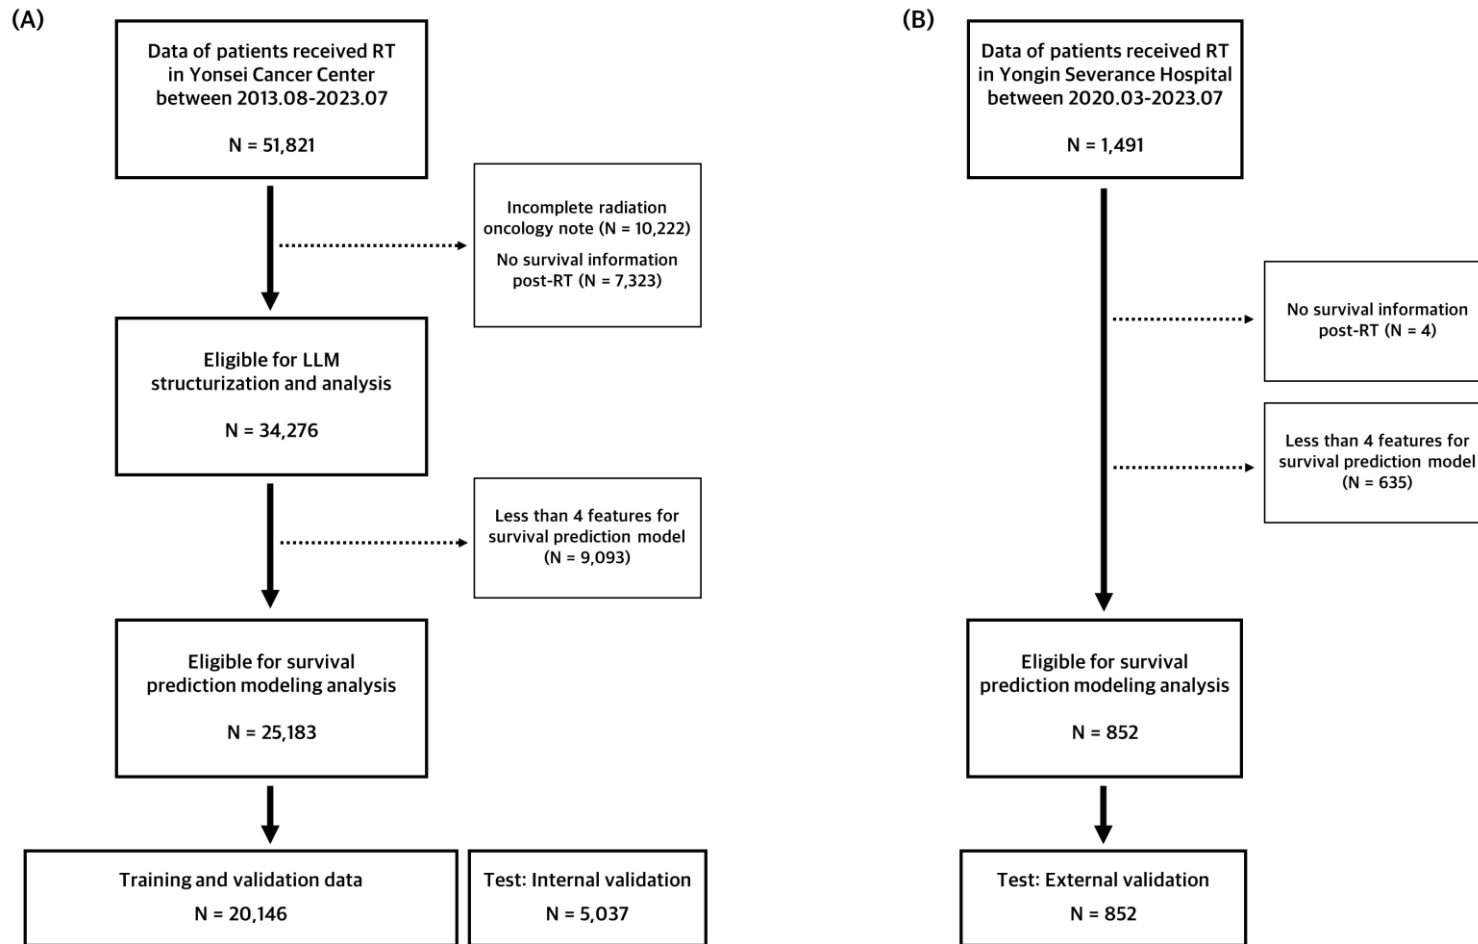 (A)
Data of patients received RT
in Yonsei Cancer Center
between 2013.08-2023.07
N = 51,821
Incomplete radiation
oncology note (N = 10,222)
No survival information
post-RT (N = 7,323)
Eligible for LLM
structurization and analysis
N = 34,276
Less than 4 features for
survival prediction model
(N = 9,093)
Eligible for survival
prediction modeling analysis
N = 25,183
Training and validation data
N = 20,146
Test: Internal validation
N = 5,037
(B)
Data of patients received RT
in Yongin Severance Hospital
between 2020.03-2023.07
N = 1,491
No survival information
post-RT (N = 4)
Less than 4 features for
survival prediction model
(N = 635)
Eligible for survival
prediction modeling analysis
N = 852
Test: External validation
N = 852